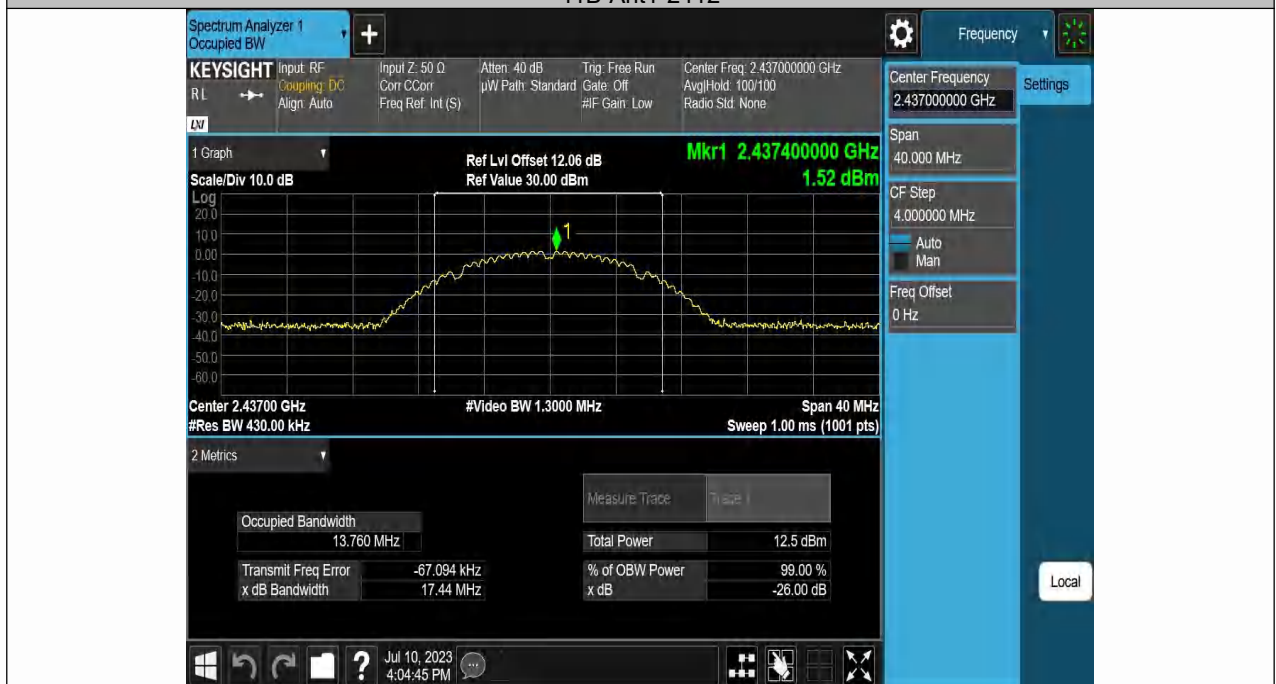 11B Ant1 2412
Spectrum Analyzer 1
Occupied BW
+
Frequency
KEYSIGHT
R L
LXI
Input: RF
Coupling: DC
Align: Auto
Input Z: 50 Ω
Corr CCorr
Freq Ref: Int (S)
Atten: 40 dB
µW Path: Standard
Trig: Free Run
Gate: Off
#IF Gain: Low
Center Freq: 2.437000000 GHz
Avg|Hold: 100/100
Radio Std: None
Center Frequency
2.437000000 GHz
Settings
Span
40.000 MHz
CF Step
4.000000 MHz
Auto
Man
Freq Offset
0 Hz
1 Graph
Scale/Div 10.0 dB
Ref Lvl Offset 12.06 dB
Ref Value 30.00 dBm
Mkr1 2.437400000 GHz
1.52 dBm
Log
20.0
10.0
0.00
-10.0
-20.0
-30.0
-40.0
-50.0
-60.0
1
Center 2.43700 GHz
#Res BW 430.00 kHz
#Video BW 1.3000 MHz
Span 40 MHz
Sweep 1.00 ms (1001 pts)
2 Metrics
Measure Trace
Trace 1
Occupied Bandwidth
13.760 MHz
Total Power
12.5 dBm
Transmit Freq Error
-67.094 kHz
% of OBW Power
99.00 %
x dB Bandwidth
17.44 MHz
x dB
-26.00 dB
Local
?
Jul 10, 2023
4:04:45 PM